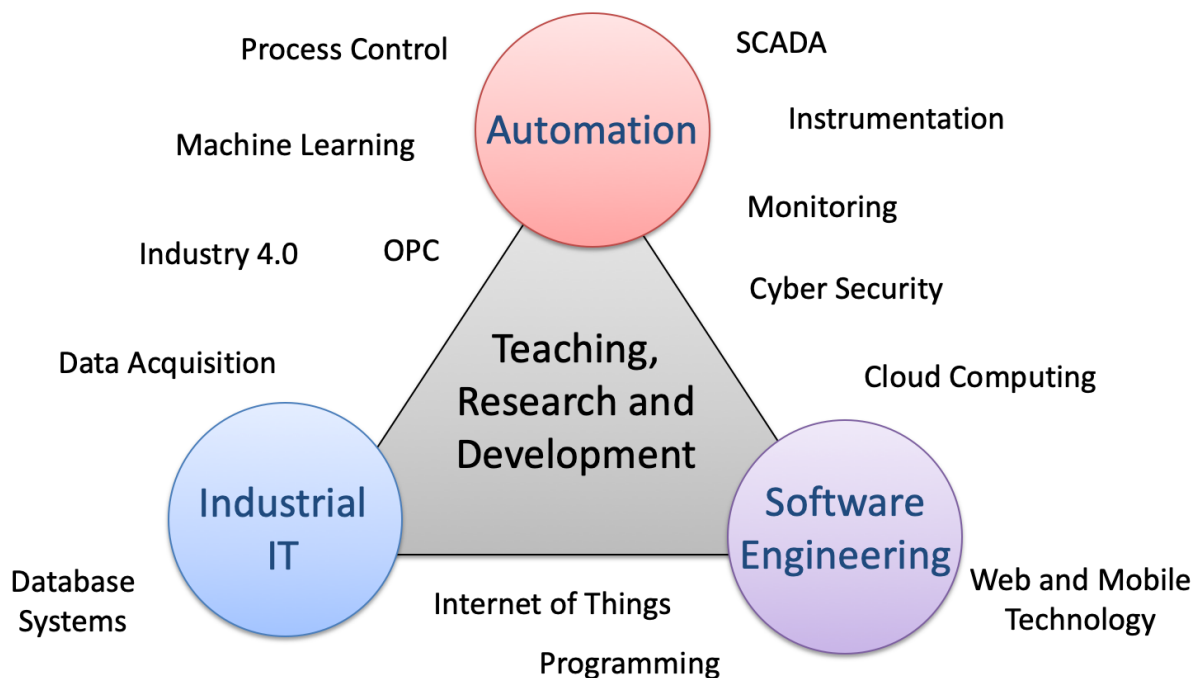 Process Control
SCADA
Automation
Instrumentation
Machine Learning
Monitoring
Industry 4.0
OPC
Cyber Security
Teaching,
Research and
Development
Data Acquisition
Cloud Computing
Industrial
IT
Software
Engineering
Database
Systems
Internet of Things
Web and Mobile
Technology
Programming